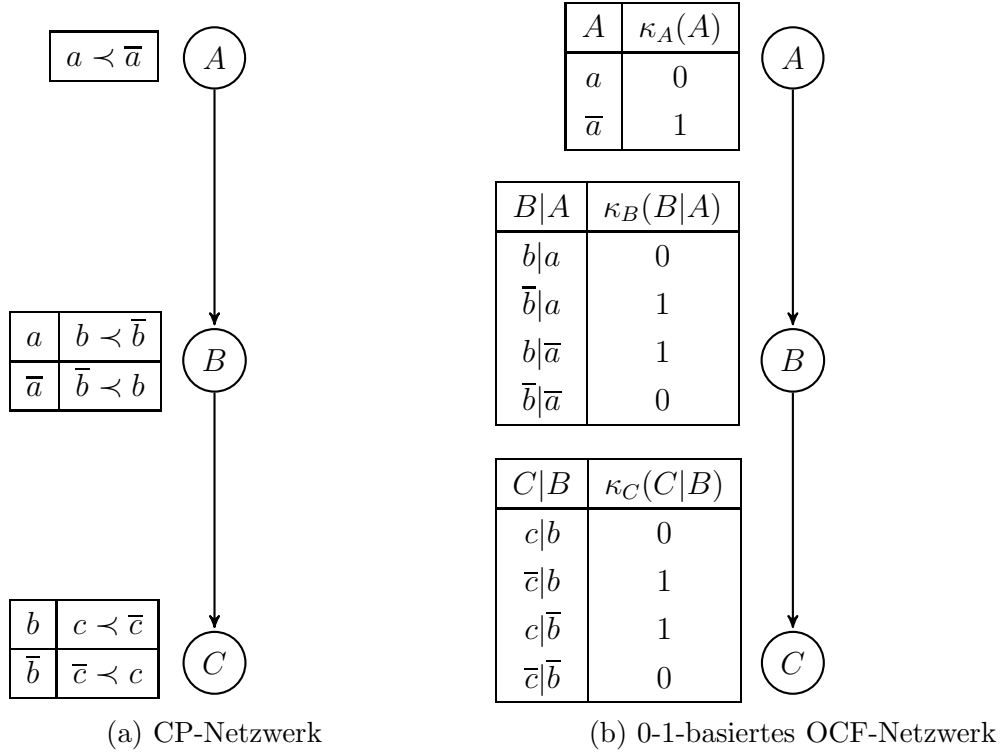 a ≺ a̅
A
a b ≺ b̅
a̅ b̅ ≺ b
B
b c ≺ c̅
b̅ c̅ ≺ c
C
(a) CP-Netzwerk
A κ_A(A)
a 0
a̅ 1
A
B|A κ_B(B|A)
b|a 0
b̅|a 1
b|a̅ 1
b̅|a̅ 0
B
C|B κ_C(C|B)
c|b 0
c̅|b 1
c|b̅ 1
c̅|b̅ 0
C
(b) 0-1-basiertes OCF-Netzwerk